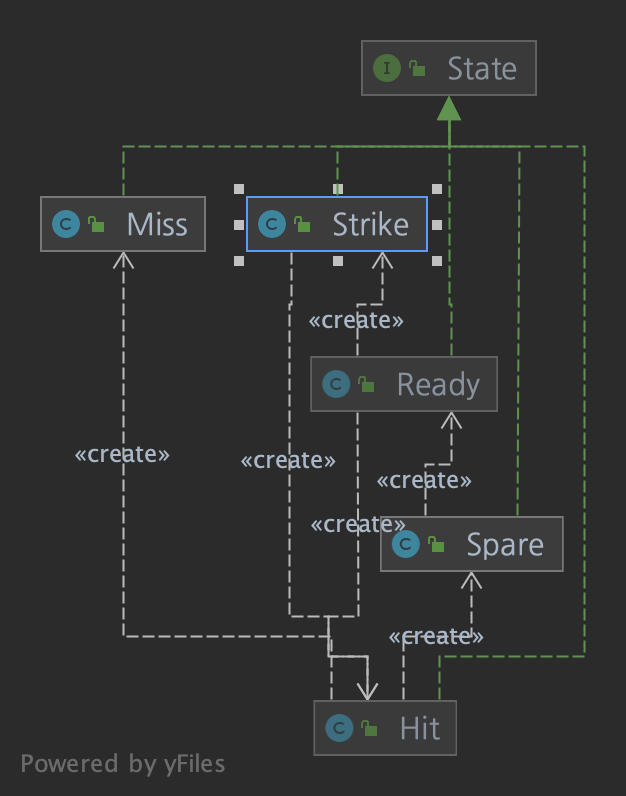 I State
C Miss
C Strike
«create»
C Ready
«create»
«create»
«create»
«create»
C Spare
«create»
C Hit
Powered by yFiles